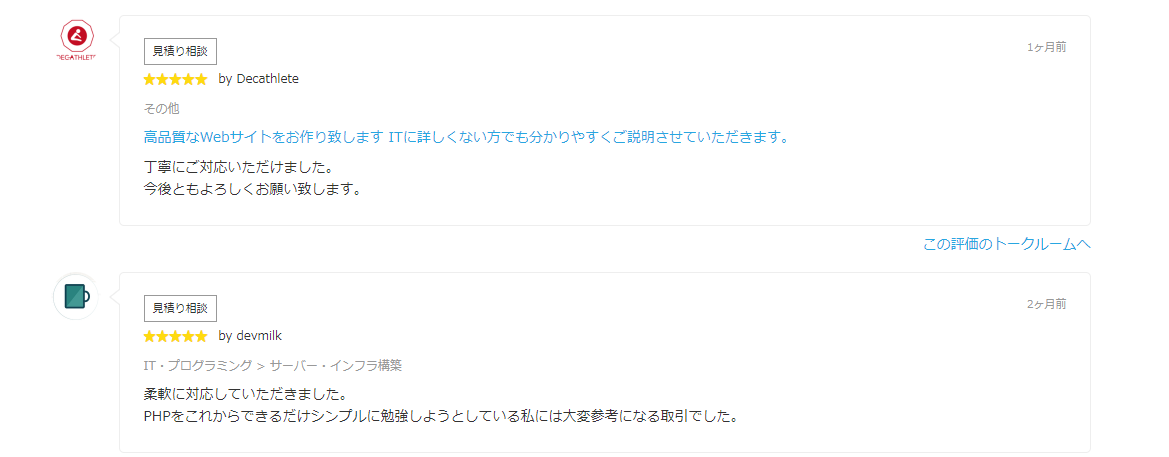 DECATHLETE
見積り相談
1ヶ月前
★★★★★ by Decathlete
その他
高品質なWebサイトをお作り致します ITに詳しくない方でも分かりやすくご説明させていただきます。
丁寧にご対応いただけました。
今後ともよろしくお願い致します。
この評価のトークルームへ
見積り相談
2ヶ月前
★★★★★ by devmilk
IT・プログラミング > サーバー・インフラ構築
柔軟に対応していただきました。
PHPをこれからできるだけシンプルに勉強しようとしている私には大変参考になる取引でした。